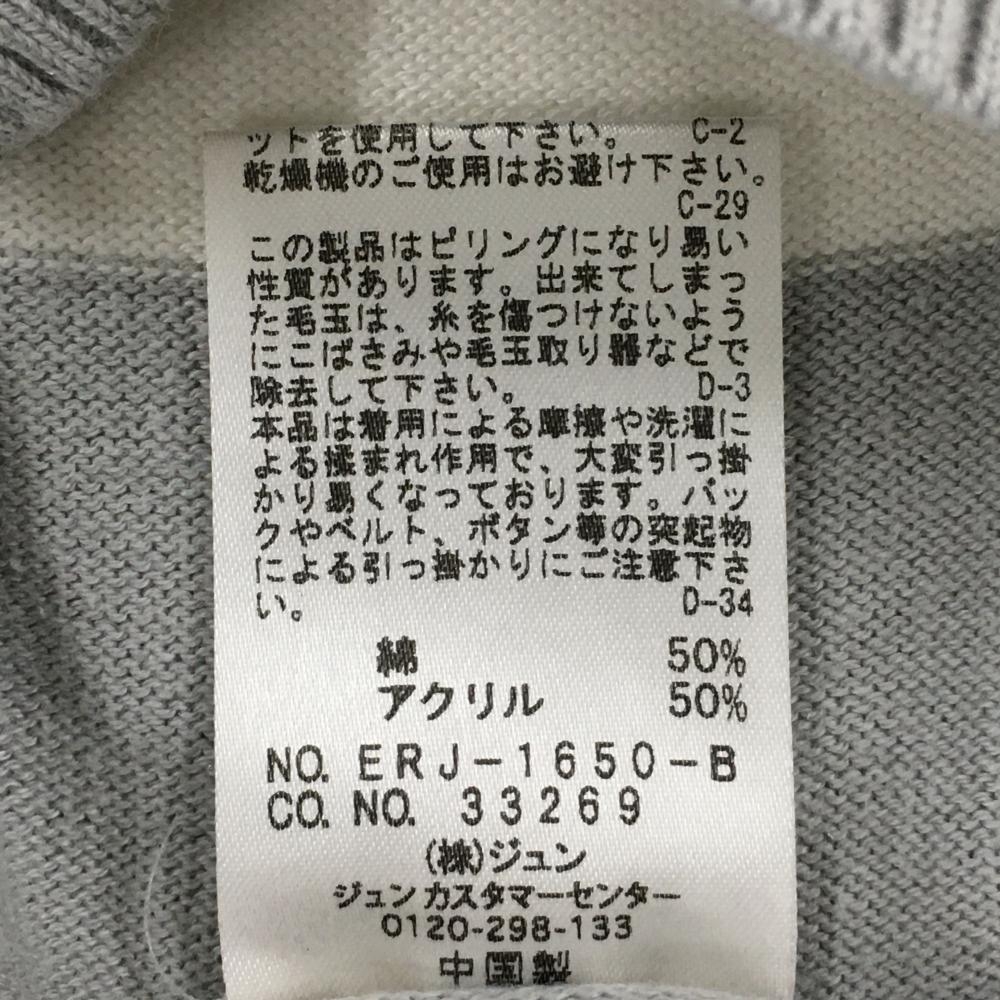 ットを使用して下さい。 C-2
乾燥機のご使用はお避け下さい。
C-29
この製品はピリングになり易い
性質があります。出来てしまっ
た毛玉は、糸を傷つけないよう
にこばさみや毛玉取り器などで
除去して下さい。 D-3
本品は着用による摩擦や洗濯に
よる揉まれ作用で、大変引っ掛
かり易くなっております。バッ
クやベルト、ボタン等の突起物
による引っ掛かりにご注意下さ
い。 D-34
綿 50%
アクリル 50%
NO. ERJ-1650-B
CO. NO. 33269
(株)ジュン
ジュンカスタマーセンター
0120-298-133
中国製